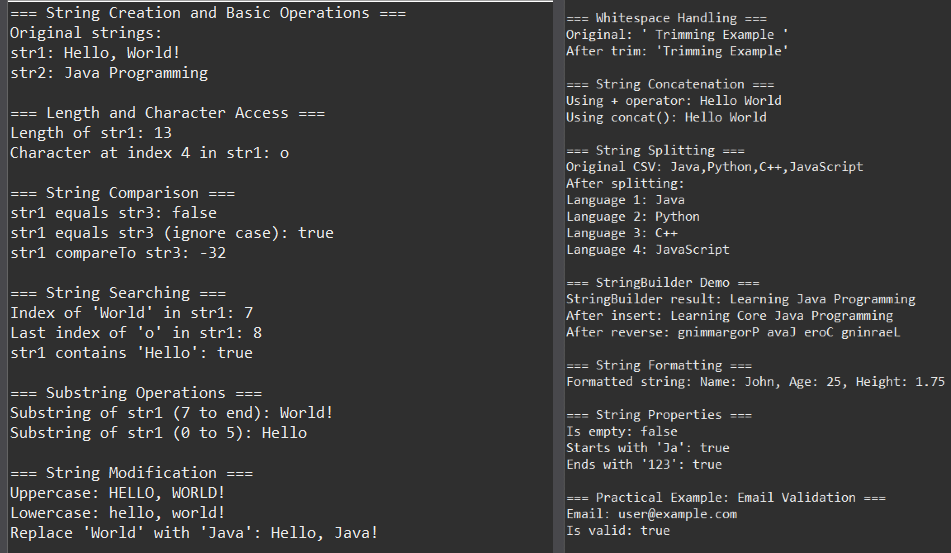 === String Creation and Basic Operations ===
Original strings:
str1: Hello, World!
str2: Java Programming
=== Length and Character Access ===
Length of str1: 13
Character at index 4 in str1: o
=== String Comparison ===
str1 equals str3: false
str1 equals str3 (ignore case): true
str1 compareTo str3: -32
=== String Searching ===
Index of 'World' in str1: 7
Last index of 'o' in str1: 8
str1 contains 'Hello': true
=== Substring Operations ===
Substring of str1 (7 to end): World!
Substring of str1 (0 to 5): Hello
=== String Modification ===
Uppercase: HELLO, WORLD!
Lowercase: hello, world!
Replace 'World' with 'Java': Hello, Java!
=== Whitespace Handling ===
Original: ' Trimming Example '
After trim: 'Trimming Example'
=== String Concatenation ===
Using + operator: Hello World
Using concat(): Hello World
=== String Splitting ===
Original CSV: Java,Python,C++,JavaScript
After splitting:
Language 1: Java
Language 2: Python
Language 3: C++
Language 4: JavaScript
=== StringBuilder Demo ===
StringBuilder result: Learning Java Programming
After insert: Learning Core Java Programming
After reverse: gnimmargorP avaJ eroC gninraeL
=== String Formatting ===
Formatted string: Name: John, Age: 25, Height: 1.75
=== String Properties ===
Is empty: false
Starts with 'Ja': true
Ends with '123': true
=== Practical Example: Email Validation ===
Email: user@example.com
Is valid: true